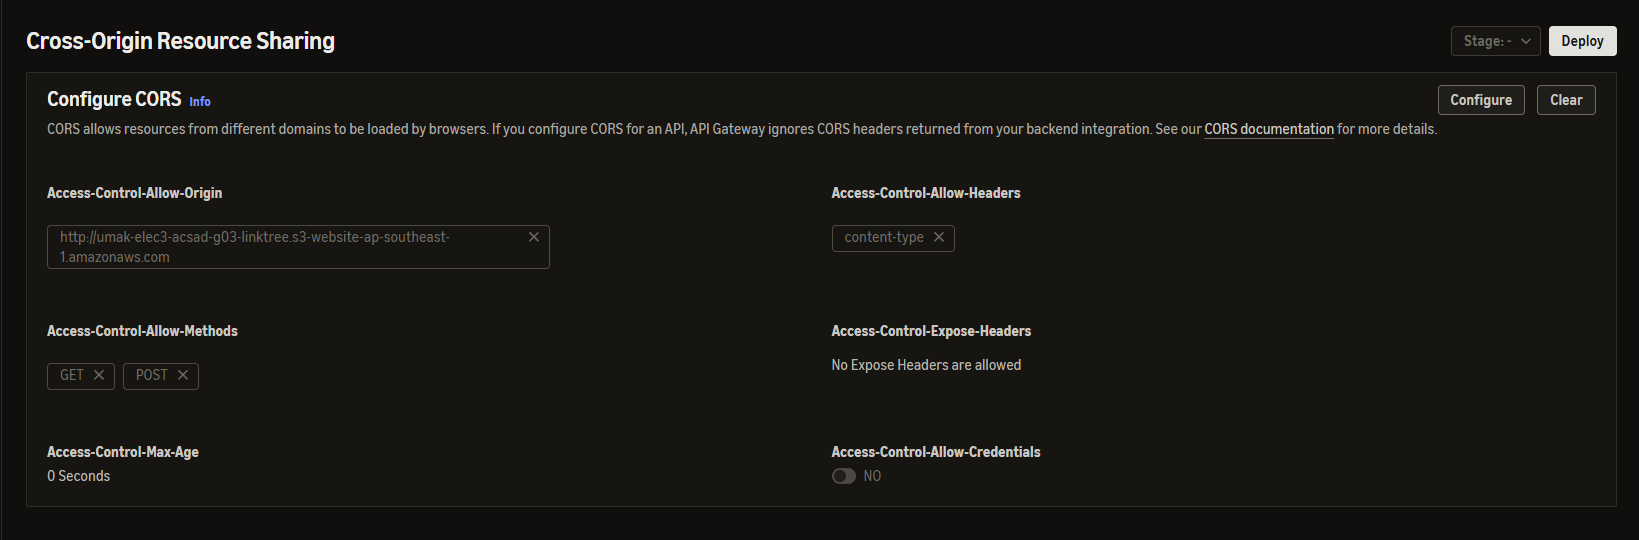 Cross-Origin Resource Sharing
Stage: -
Deploy
Configure CORS Info
Configure
Clear
CORS allows resources from different domains to be loaded by browsers. If you configure CORS for an API, API Gateway ignores CORS headers returned from your backend integration. See our CORS documentation for more details.
Access-Control-Allow-Origin
http://umak-elec3-acsad-g03-linktree.s3-website-ap-southeast-
1.amazonaws.com
Access-Control-Allow-Headers
content-type
Access-Control-Allow-Methods
GET
POST
Access-Control-Expose-Headers
No Expose Headers are allowed
Access-Control-Max-Age
0 Seconds
Access-Control-Allow-Credentials
NO